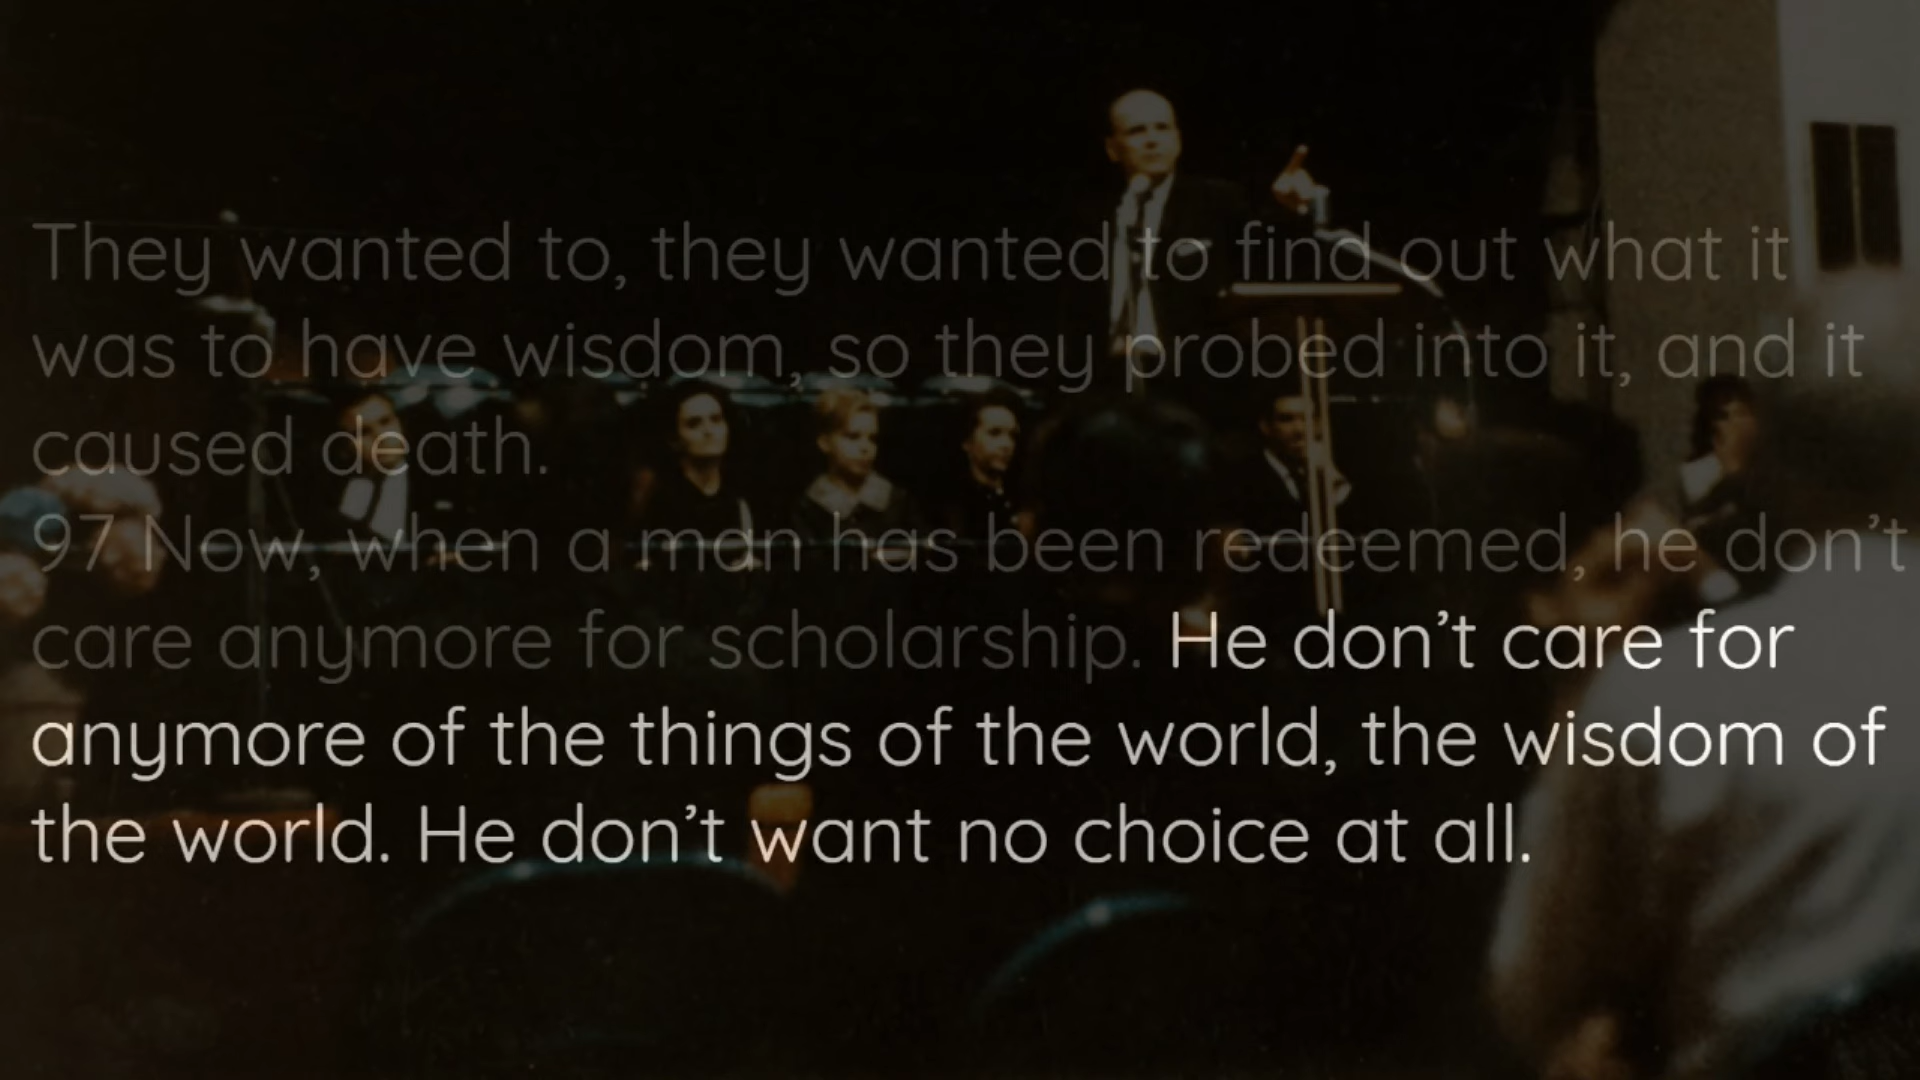 They wanted to, they wanted to find out what it
was to have wisdom, so they probed into it, and it
caused death.
97 Now, when a man has been redeemed, he don’t
care anymore for scholarship. He don’t care for
anymore of the things of the world, the wisdom of
the world. He don’t want no choice at all.